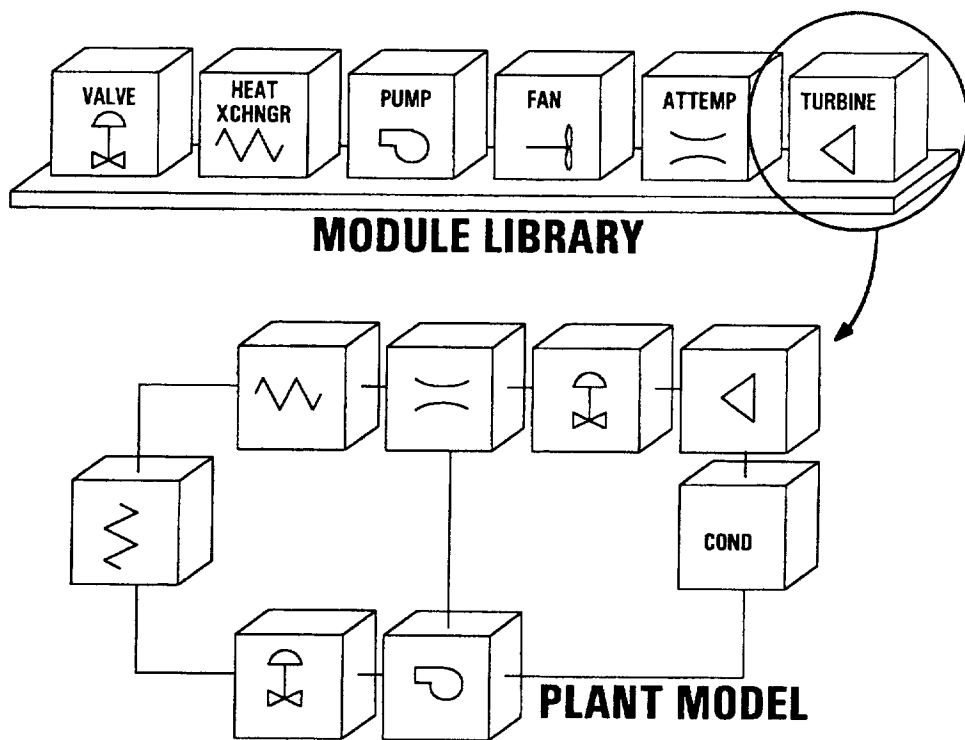 VALVE
HEAT
XCHNGR
PUMP
FAN
ATTEMP
TURBINE
MODULE LIBRARY
COND
PLANT MODEL